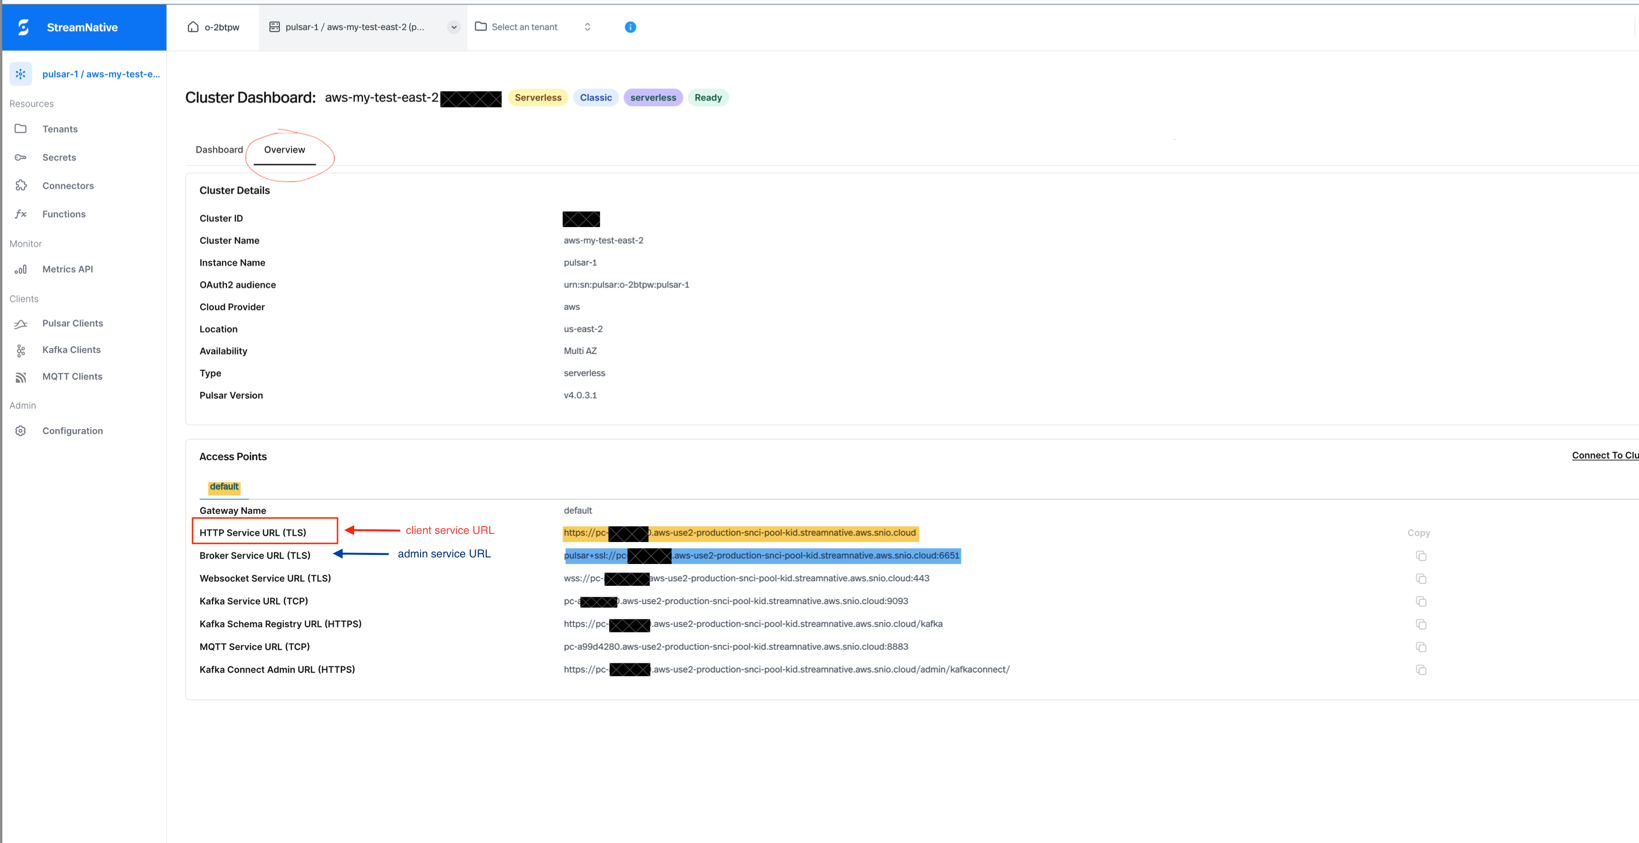 StreamNative
o-2btpw
pulsar-1 / aws-my-test-east-2 (p...
Select an tenant
pulsar-1 / aws-my-test-e...
Resources
Tenants
Secrets
Connectors
Functions
Monitor
Metrics API
Clients
Pulsar Clients
Kafka Clients
MQTT Clients
Admin
Configuration
Cluster Dashboard: aws-my-test-east-2 Serverless Classic serverless Ready
Dashboard Overview
Cluster Details
Cluster ID
Cluster Name aws-my-test-east-2
Instance Name pulsar-1
OAuth2 audience urn:sn:pulsar:o-2btpw:pulsar-1
Cloud Provider aws
Location us-east-2
Availability Multi AZ
Type serverless
Pulsar Version v4.0.3.1
Access Points Connect To Clu
default
Gateway Name default
HTTP Service URL (TLS) client service URL https://pc- .aws-use2-production-snci-pool-kid.streamnative.aws.snio.cloud Copy
Broker Service URL (TLS) admin service URL pulsar+ssl://pc .aws-use2-production-snci-pool-kid.streamnative.aws.snio.cloud:6651
Websocket Service URL (TLS) wss://pc- aws-use2-production-snci-pool-kid.streamnative.aws.snio.cloud:443
Kafka Service URL (TCP) pc- .aws-use2-production-snci-pool-kid.streamnative.aws.snio.cloud:9093
Kafka Schema Registry URL (HTTPS) https://pc- .aws-use2-production-snci-pool-kid.streamnative.aws.snio.cloud/kafka
MQTT Service URL (TCP) pc-a99d4280.aws-use2-production-snci-pool-kid.streamnative.aws.snio.cloud:8883
Kafka Connect Admin URL (HTTPS) https://pc- .aws-use2-production-snci-pool-kid.streamnative.aws.snio.cloud/admin/kafkaconnect/